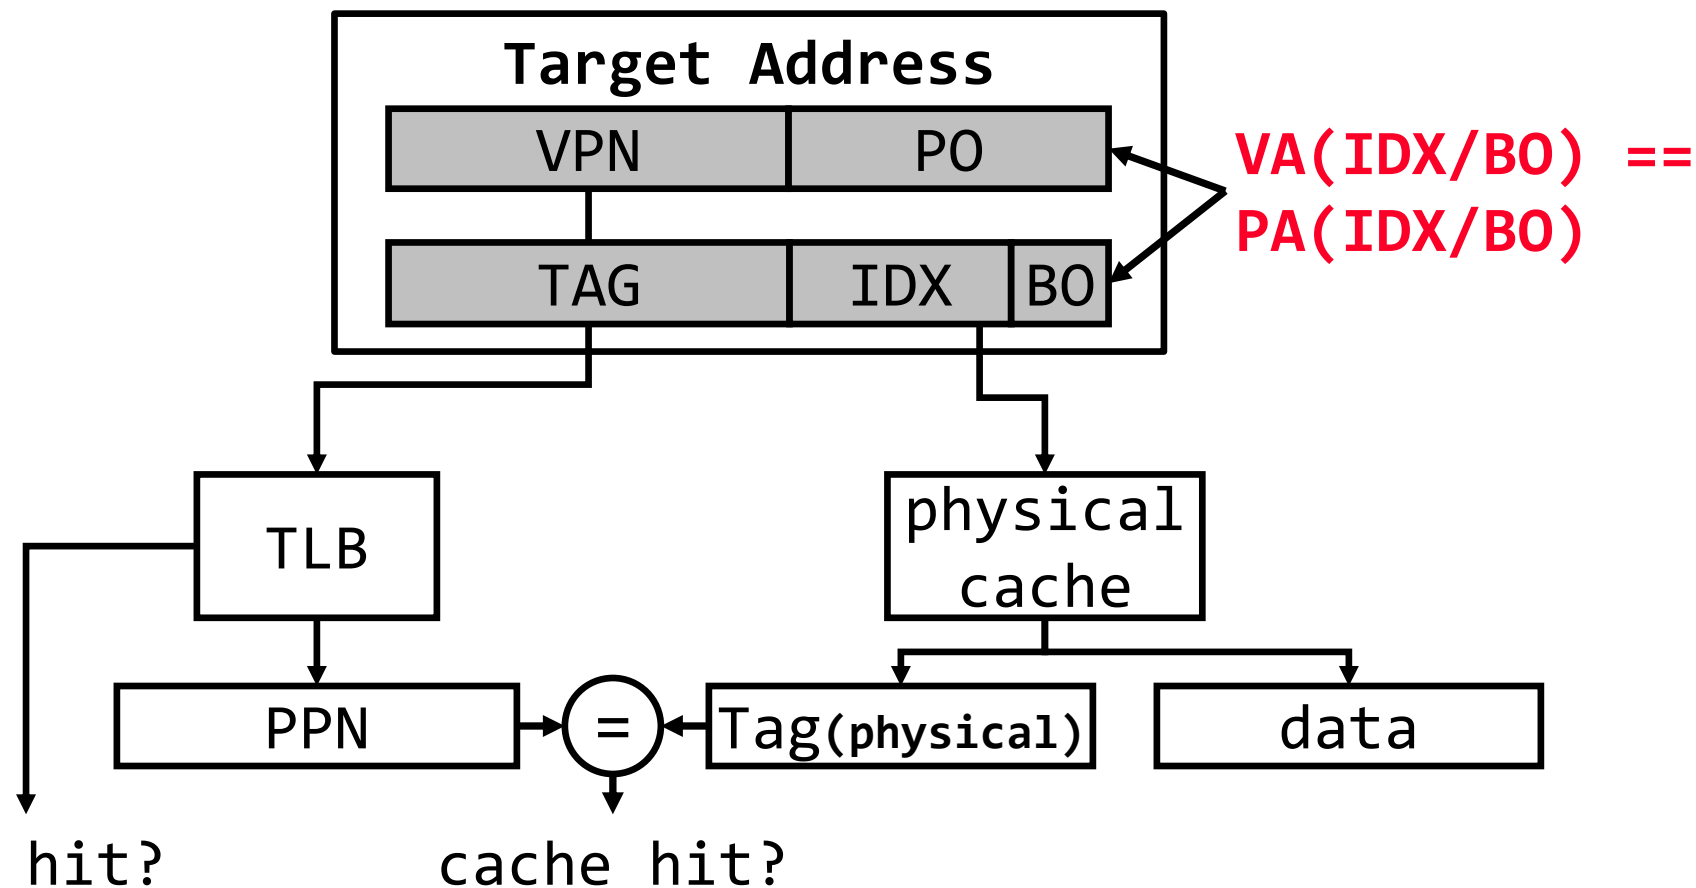 Target Address
VPN
PO
VA(IDX/BO) ==
PA(IDX/BO)
TAG
IDX
BO
TLB
physical
cache
PPN
=
Tag(physical)
data
hit?
cache hit?